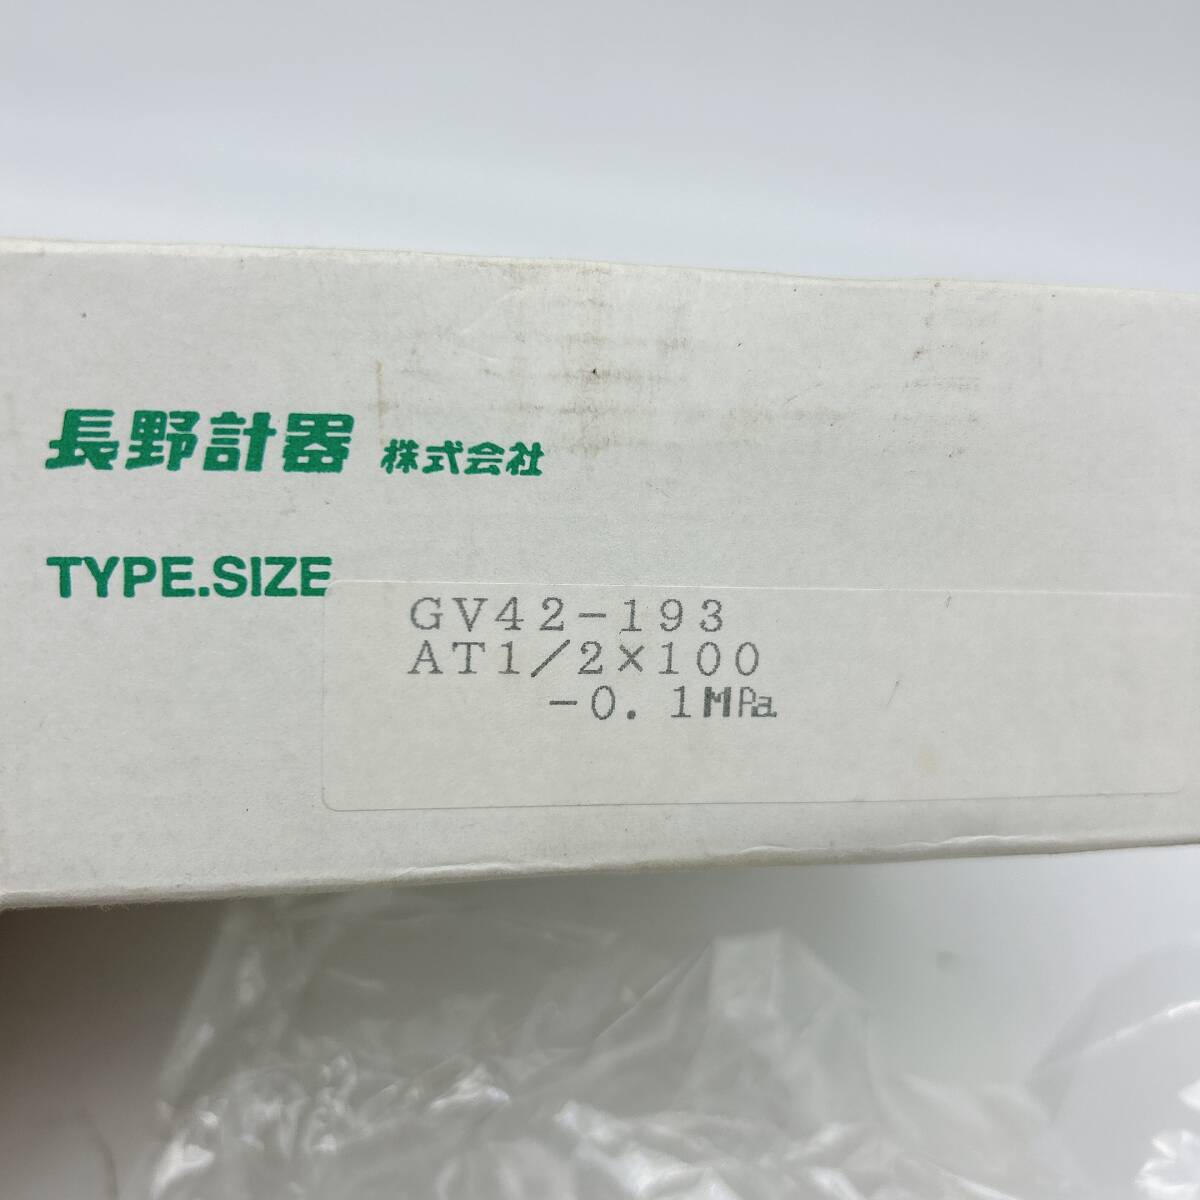 長野計器 株式会社
TYPE.SIZE
GV42-193
AT1/2×100
-0.1MPa